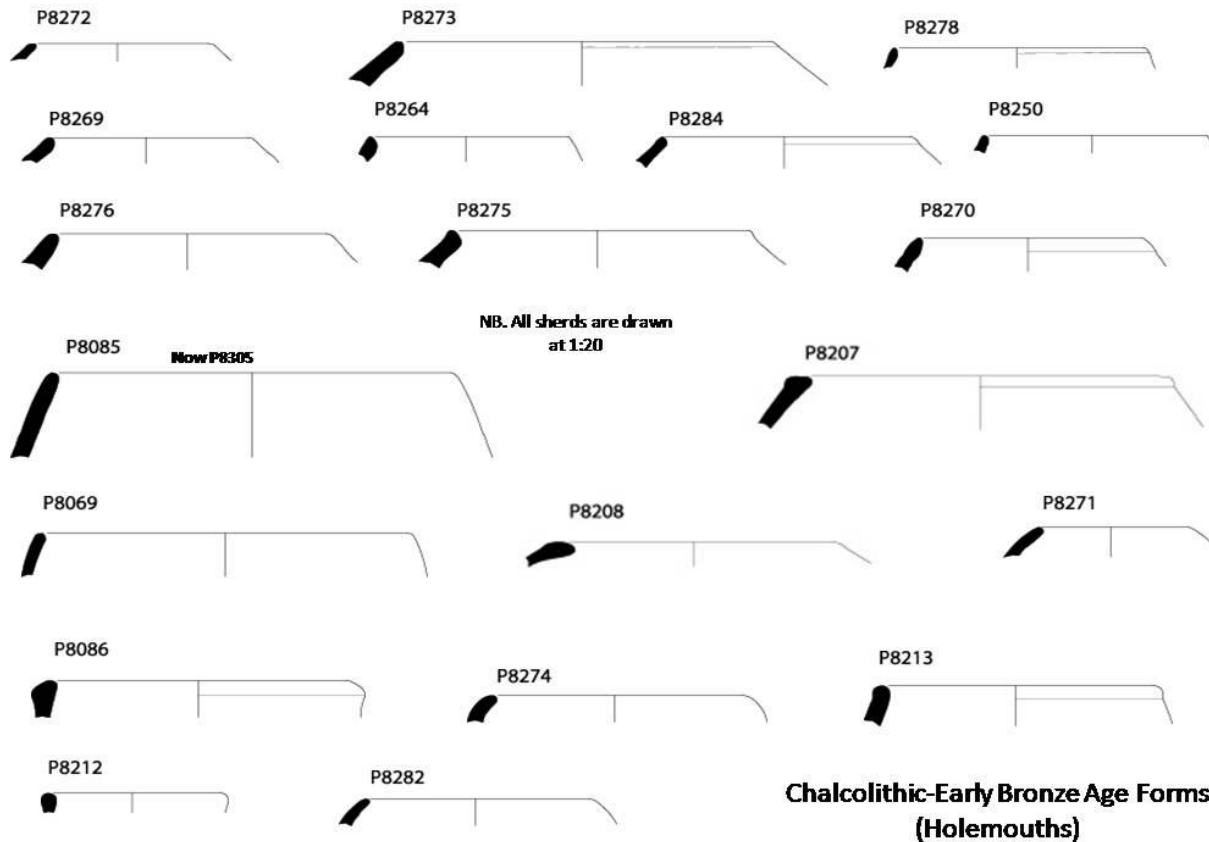 P8272
P8273
P8278
P8269
P8264
P8284
P8250
P8276
P8275
P8270
NB. All sherds are drawn
at 1:20
P8085
Now P8305
P8207
P8069
P8208
P8271
P8086
P8274
P8213
P8212
P8282
Chalcolithic-Early Bronze Age Forms
(Holemouths)